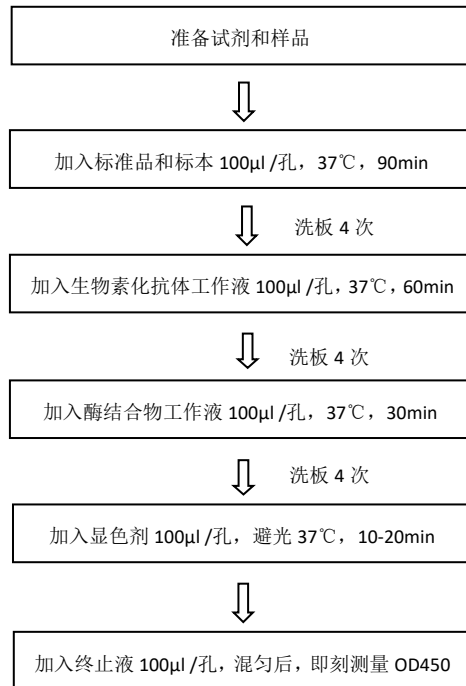 准备试剂和样品
加入标准品和标本 100μl /孔，37℃，90min
洗板 4 次
加入生物素化抗体工作液 100μl /孔，37℃，60min
洗板 4 次
加入酶结合物工作液 100μl /孔，37℃，30min
洗板 4 次
加入显色剂 100μl /孔，避光 37℃，10-20min
加入终止液 100μl /孔，混匀后，即刻测量 OD450